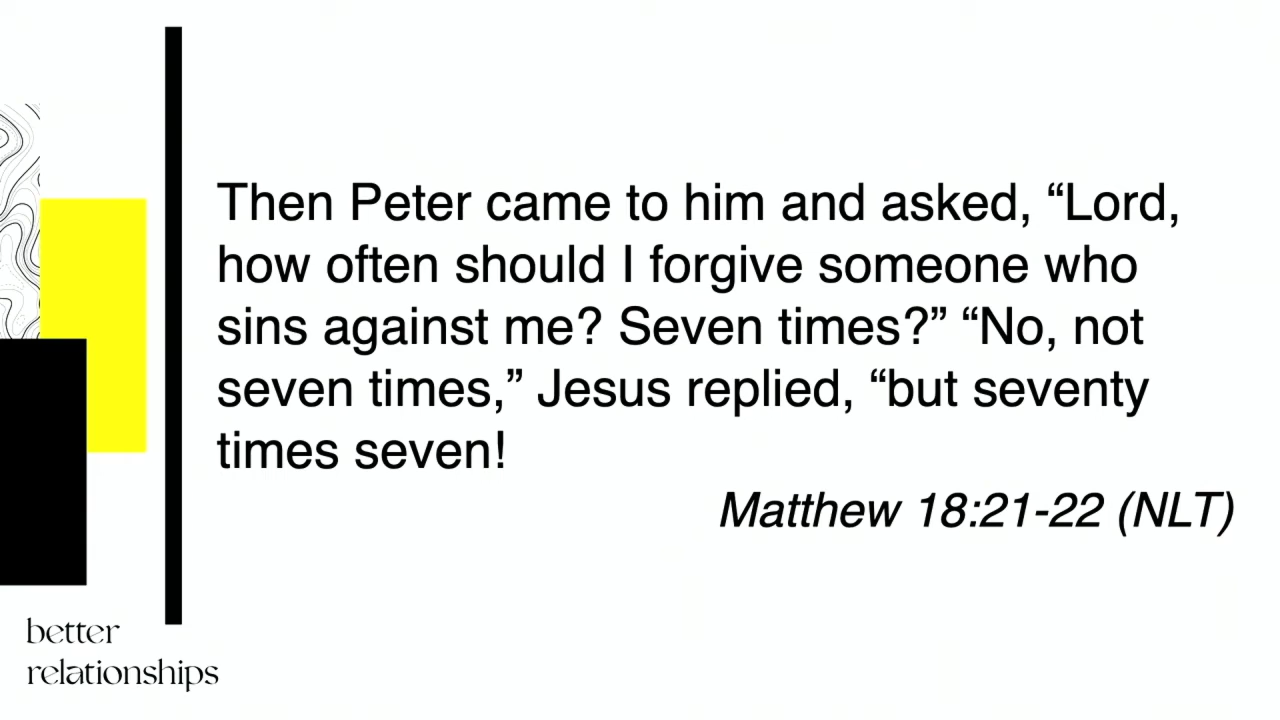 Then Peter came to him and asked, “Lord,
how often should I forgive someone who
sins against me? Seven times?” “No, not
seven times,” Jesus replied, “but seventy
times seven!
Matthew 18:21-22 (NLT)
better
relationships